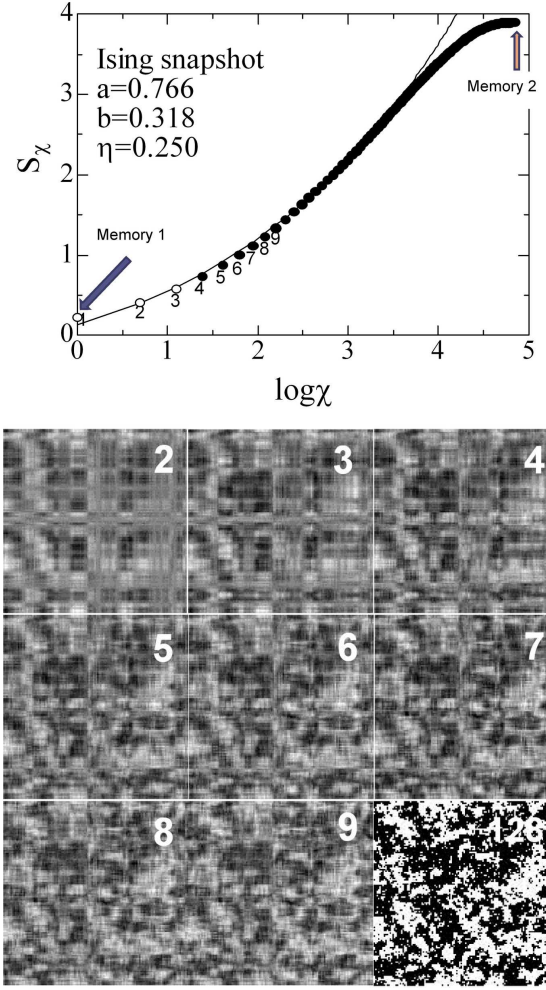 4
3
2
1
0
Sχ
Ising snapshot
a=0.766
b=0.318
η=0.250
Memory 2
Memory 1
1
2
3
4
5
6
7
8
9
0 1 2 3 4 5
logχ
2 3 4
5 6 7
8 9 126